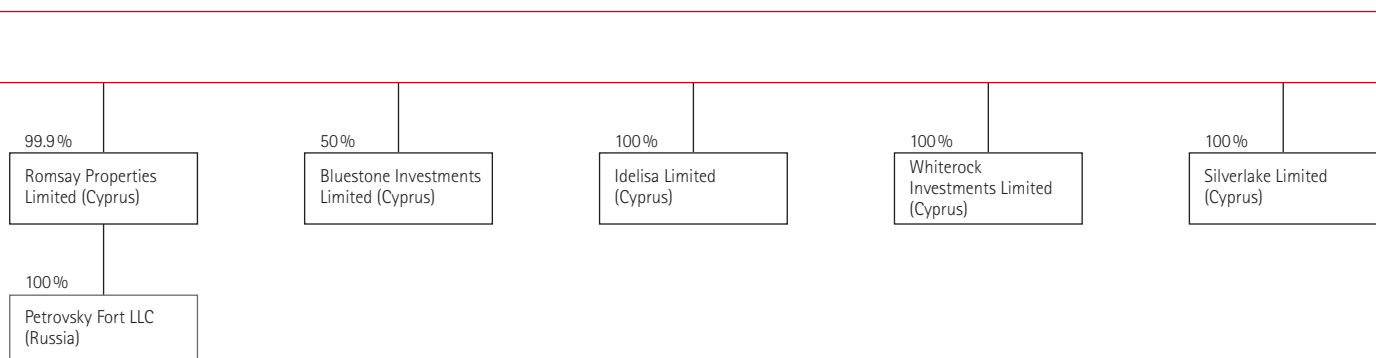 99.9%
Romsay Properties
Limited (Cyprus)
50%
Bluestone Investments
Limited (Cyprus)
100%
Idelisa Limited
(Cyprus)
100%
Whiterock
Investments Limited
(Cyprus)
100%
Silverlake Limited
(Cyprus)
100%
Petrovsky Fort LLC
(Russia)